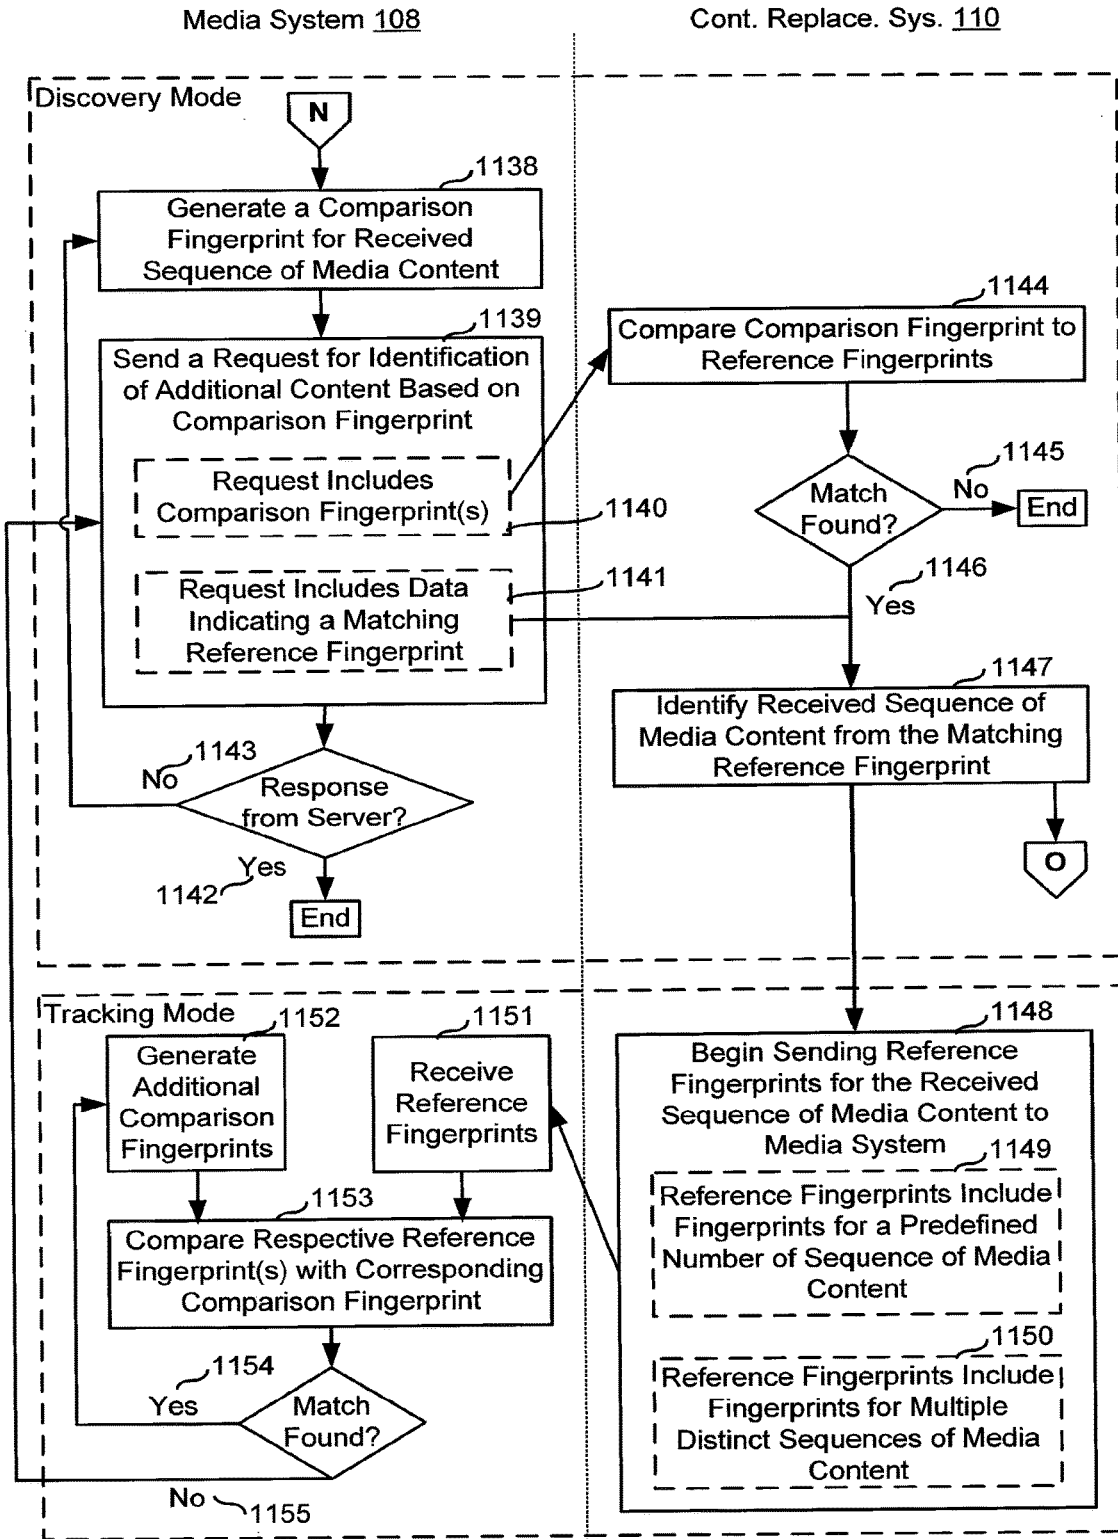 Media System 108
Cont. Replace. Sys. 110
Discovery Mode
N
1138
Generate a Comparison
Fingerprint for Received
Sequence of Media Content
1139
Send a Request for Identification
of Additional Content Based on
Comparison Fingerprint
Request Includes
Comparison Fingerprint(s)
1140
1141
Request Includes Data
Indicating a Matching
Reference Fingerprint
1143
No
Response
from Server?
Yes
1142
End
1144
Compare Comparison Fingerprint to
Reference Fingerprints
1145
Match
Found?
No
End
1146
Yes
1147
Identify Received Sequence of
Media Content from the Matching
Reference Fingerprint
O
Tracking Mode
1152
Generate
Additional
Comparison
Fingerprints
1151
Receive
Reference
Fingerprints
1153
Compare Respective Reference
Fingerprint(s) with Corresponding
Comparison Fingerprint
1154
Yes
Match
Found?
No
1155
1148
Begin Sending Reference
Fingerprints for the Received
Sequence of Media Content to
Media System
1149
Reference Fingerprints Include
Fingerprints for a Predefined
Number of Sequence of Media
Content
1150
Reference Fingerprints Include
Fingerprints for Multiple
Distinct Sequences of Media
Content